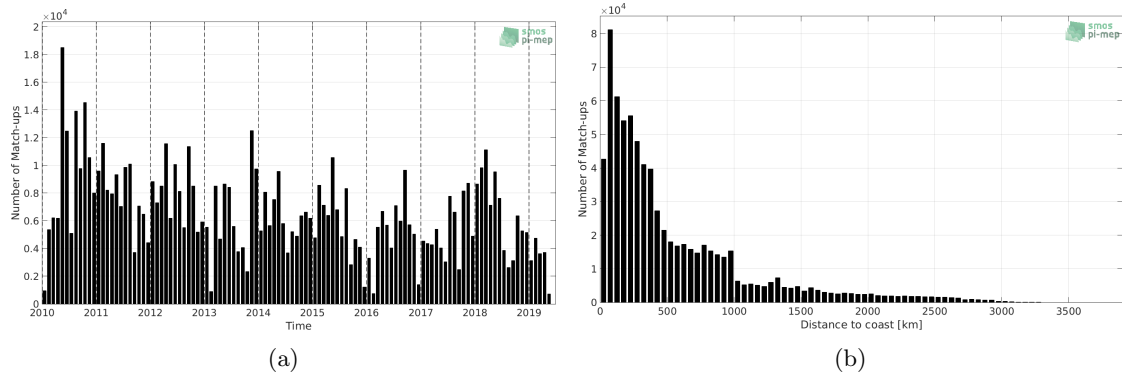 ×10⁴
2
1.8
1.6
1.4
1.2
1
0.8
0.6
0.4
0.2
0
Number of Match-ups
2010 2011 2012 2013 2014 2015 2016 2017 2018 2019
Time
smos
pi-mep
(a)
×10⁴
8
7
6
5
4
3
2
1
0
Number of Match-ups
0 500 1000 1500 2000 2500 3000 3500
Distance to coast [km]
smos
pi-mep
(b)